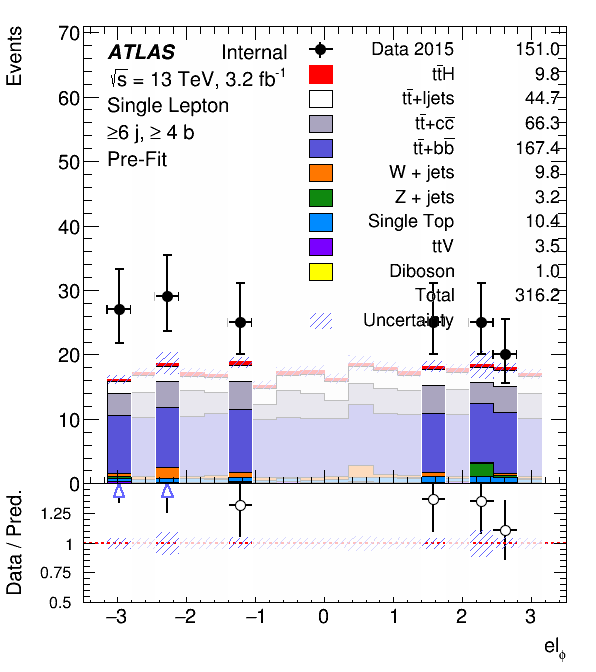 Events
70
60
50
40
30
20
10
0
ATLAS Internal
√s = 13 TeV, 3.2 fb⁻¹
Single Lepton
≥6 j, ≥ 4 b
Pre-Fit
Data 2015 151.0
tt̄H 9.8
tt̄+ljets 44.7
tt̄+cc̄ 66.3
tt̄+bb̄ 167.4
W + jets 9.8
Z + jets 3.2
Single Top 10.4
ttV 3.5
Diboson 1.0
Total 316.2
Uncertainty
Data / Pred.
1.25
1
0.75
0.5
−3 −2 −1 0 1 2 3
el_ϕ